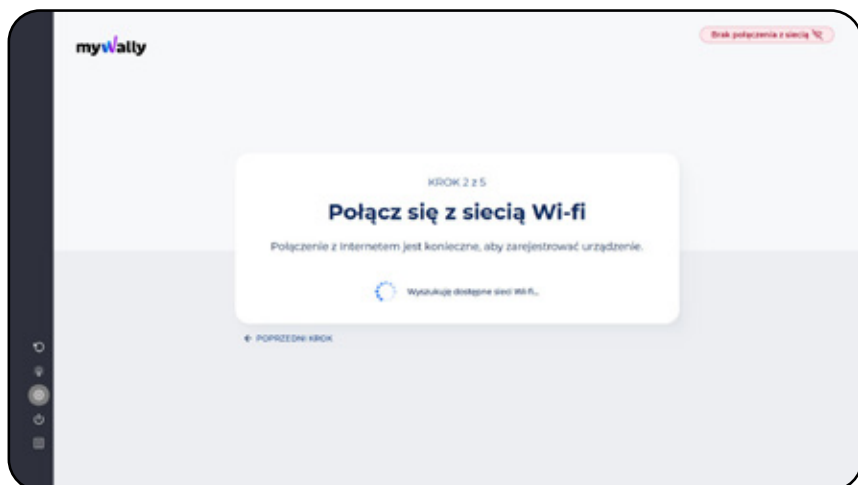 myWally
Brak połączenia z siecią
KROK 2 z 5
Połącz się z siecią Wi-fi
Połączenie z Internetem jest konieczne, aby zarejestrować urządzenie.
Wyszukuję dostępne sieci Wi-fi...
← POPRZEDNI KROK